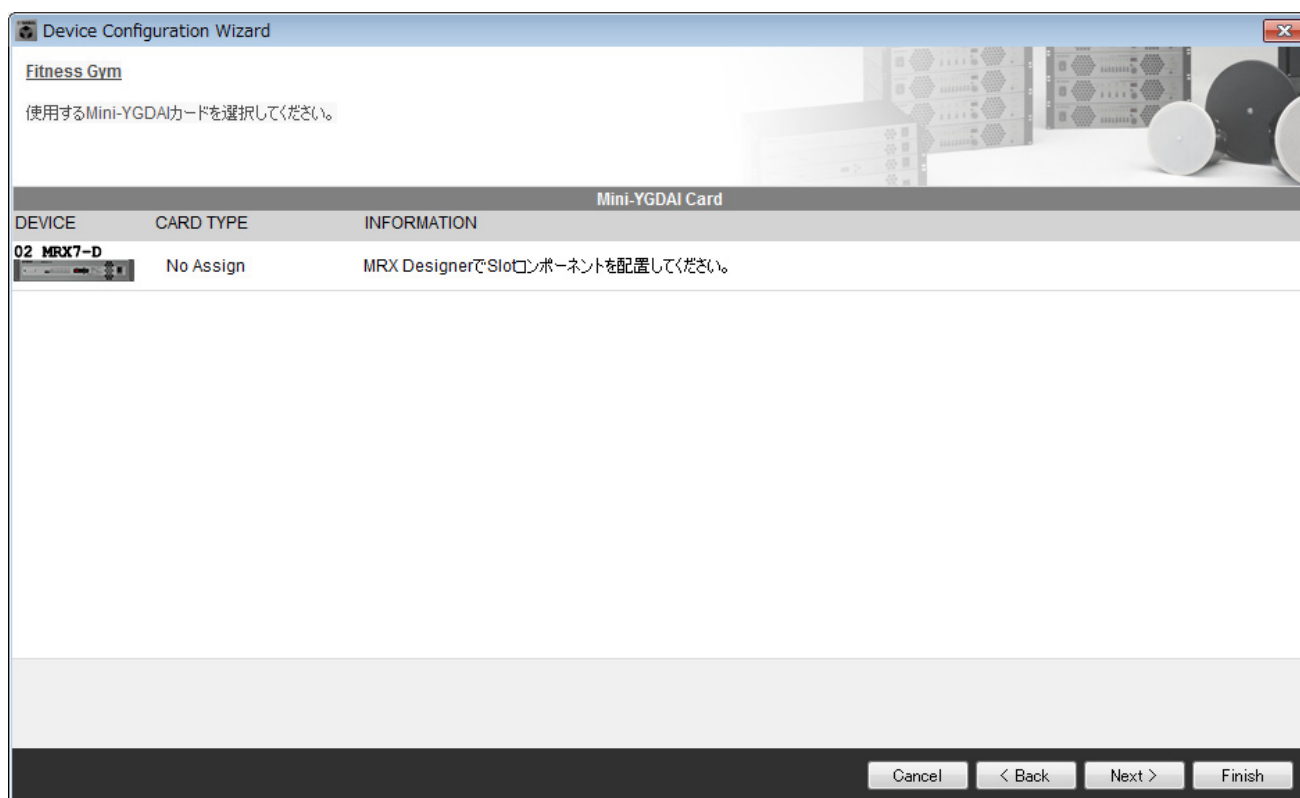 Device Configuration Wizard
Fitness Gym
使用するMini-YGDAIカードを選択してください。
Mini-YGDAI Card
DEVICE CARD TYPE INFORMATION
02 MRX7-D
No Assign MRX DesignerでSlotコンポーネントを配置してください。
Cancel < Back Next > Finish